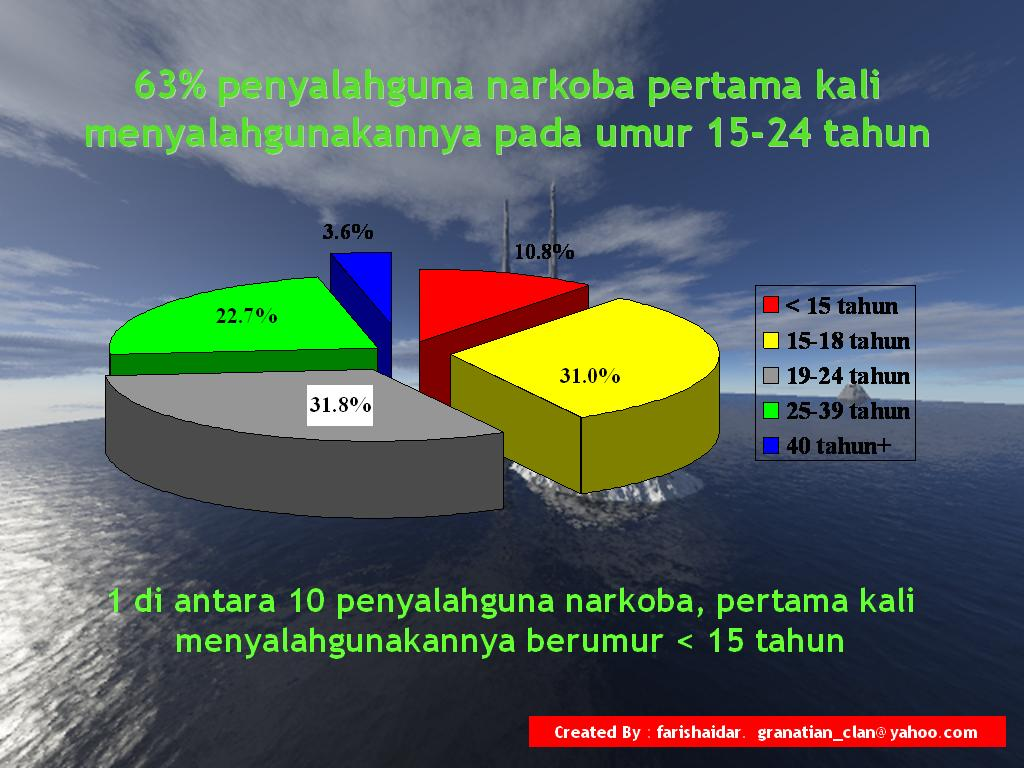 63% penyalahguna narkoba pertama kali
menyalahgunakannya pada umur 15-24 tahun
3.6%
10.8%
22.7%
31.0%
31.8%
< 15 tahun
15-18 tahun
19-24 tahun
25-39 tahun
40 tahun+
1 di antara 10 penyalahguna narkoba, pertama kali
menyalahgunakannya berumur < 15 tahun
Created By : farishaidar. granatian_clan@yahoo.com